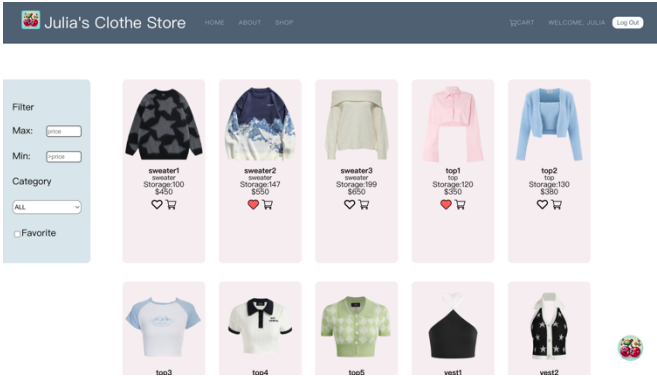 Julia's Clothe Store
HOME ABOUT SHOP
CART WELCOME, JULIA Log Out
Filter
Max: price
Min: >price
Category
ALL
Favorite
sweater1
sweater
Storage:100
$450
sweater2
sweater
Storage:147
$550
sweater3
sweater
Storage:199
$650
top1
top
Storage:120
$350
top2
top
Storage:130
$380
top3
top4
top5
vest1
vest2